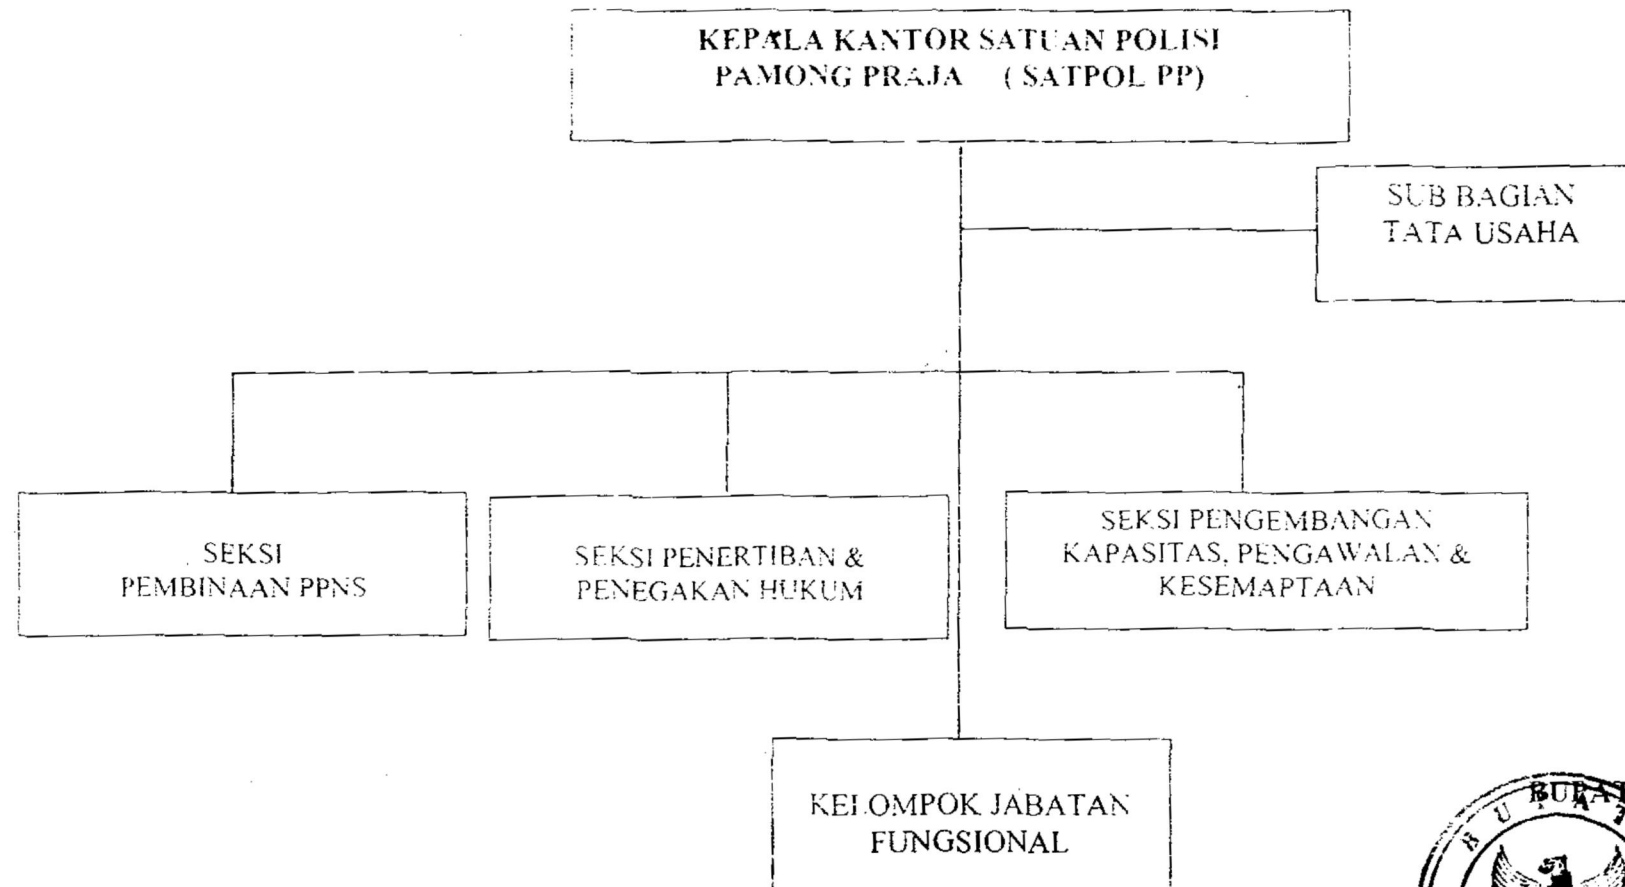 KEPALA KANTOR SATUAN POLISI
PAMONG PRAJA ( SATPOL PP)
SUB BAGIAN
TATA USAHA
SEKSI
PEMBINAAN PPNS
SEKSI PENERTIBAN &
PENEGAKAN HUKUM
SEKSI PENGEMBANGAN
KAPASITAS, PENGAWALAN &
KESEMAPTAAN
KELOMPOK JABATAN
FUNGSIONAL